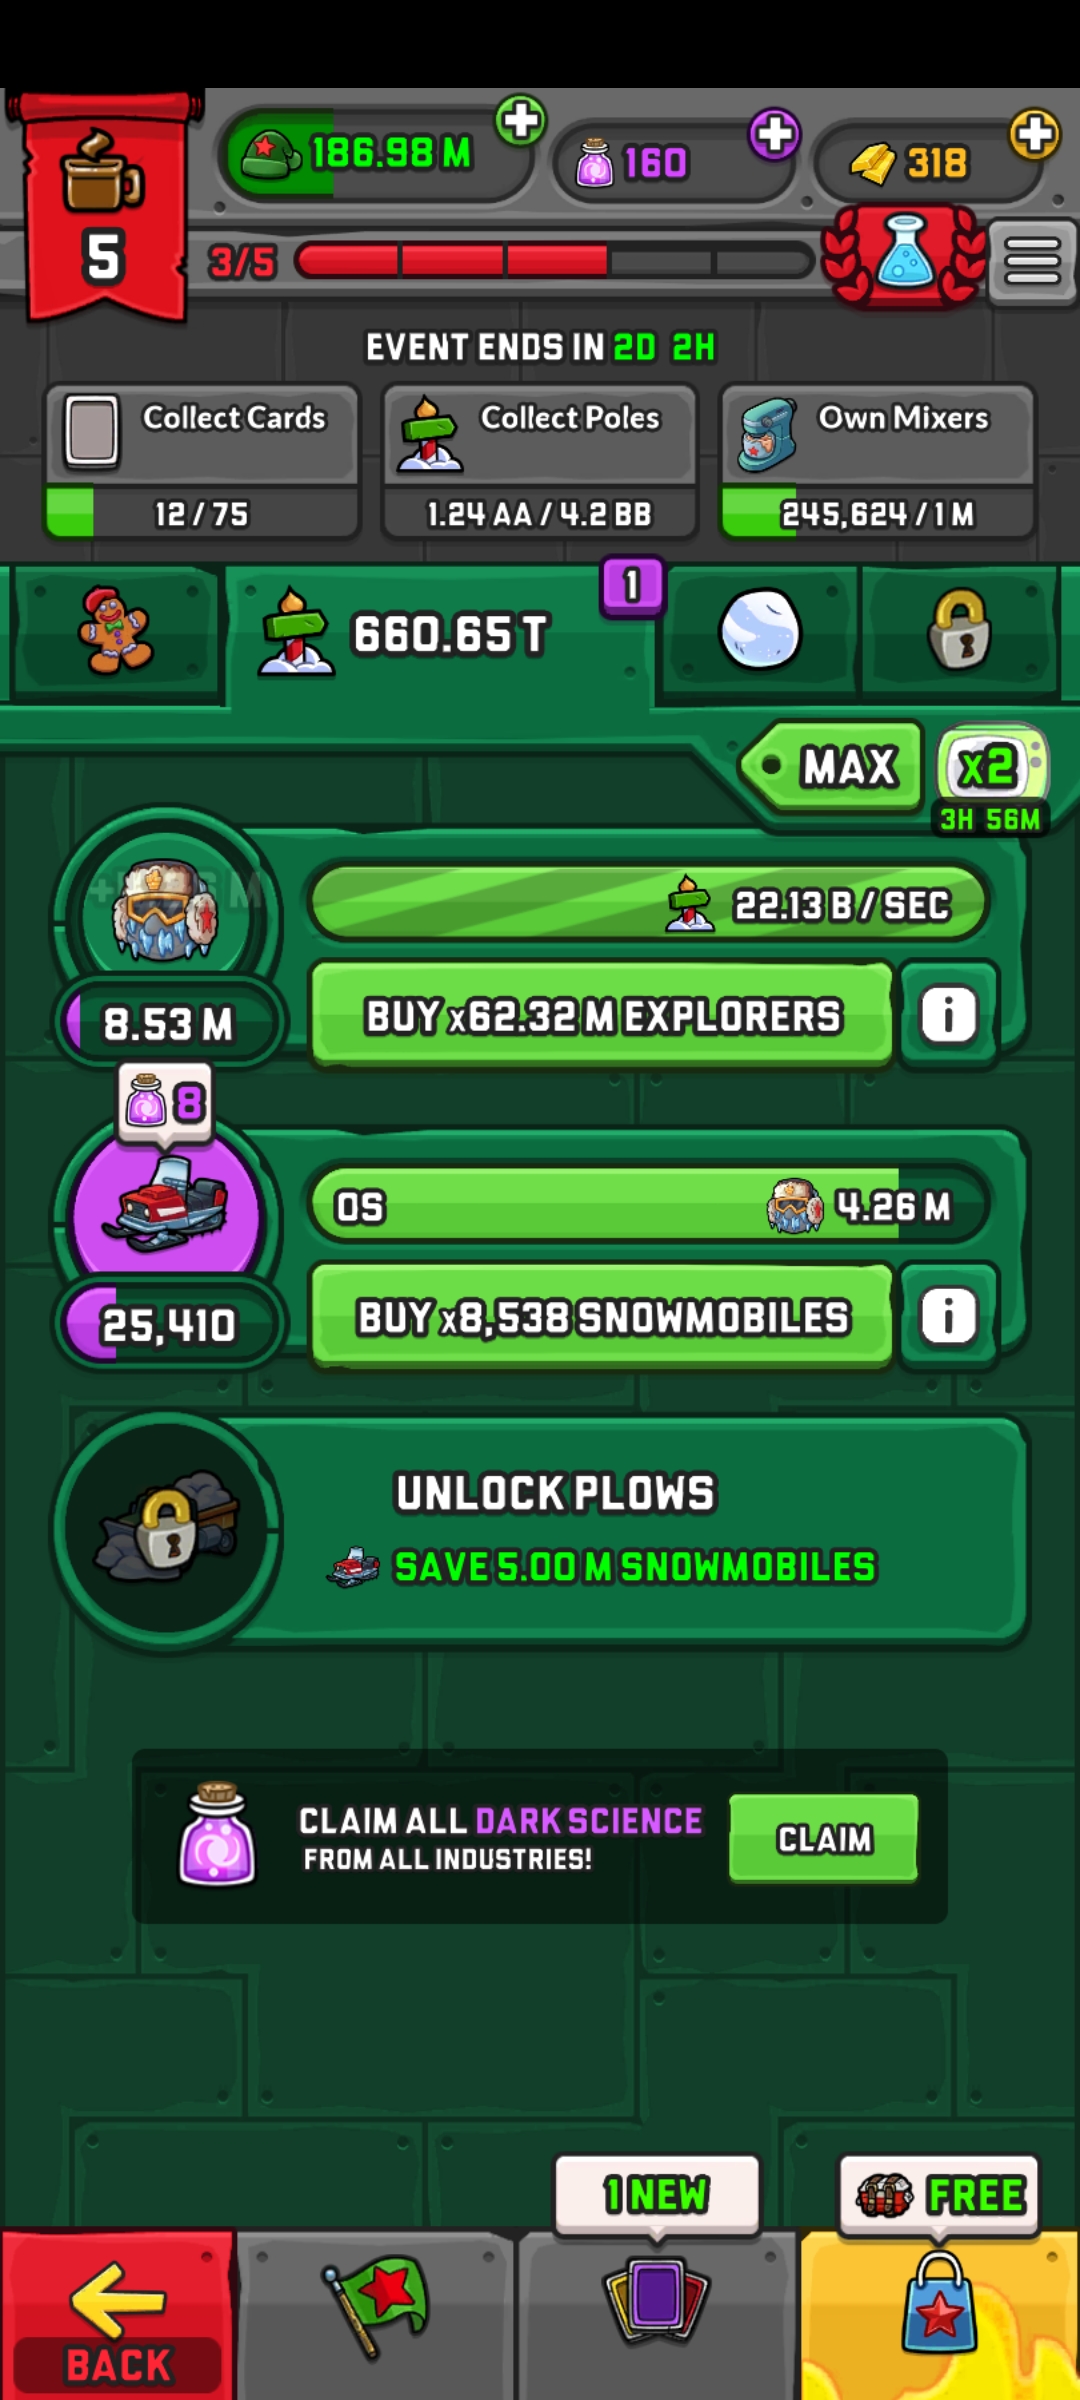 186.98 M
160
318
5
3/5
EVENT ENDS IN 2D 2H
Collect Cards
12 / 75
Collect Poles
1.24 AA / 4.2 BB
Own Mixers
245,624 / 1 M
660.65 T
1
MAX
x2
3H 56M
22.13 B / SEC
8.53 M
BUY x62.32 M EXPLORERS
i
8
0S
4.26 M
25,410
BUY x8,538 SNOWMOBILES
i
UNLOCK PLOWS
SAVE 5.00 M SNOWMOBILES
CLAIM ALL DARK SCIENCE
FROM ALL INDUSTRIES!
CLAIM
1 NEW
FREE
BACK